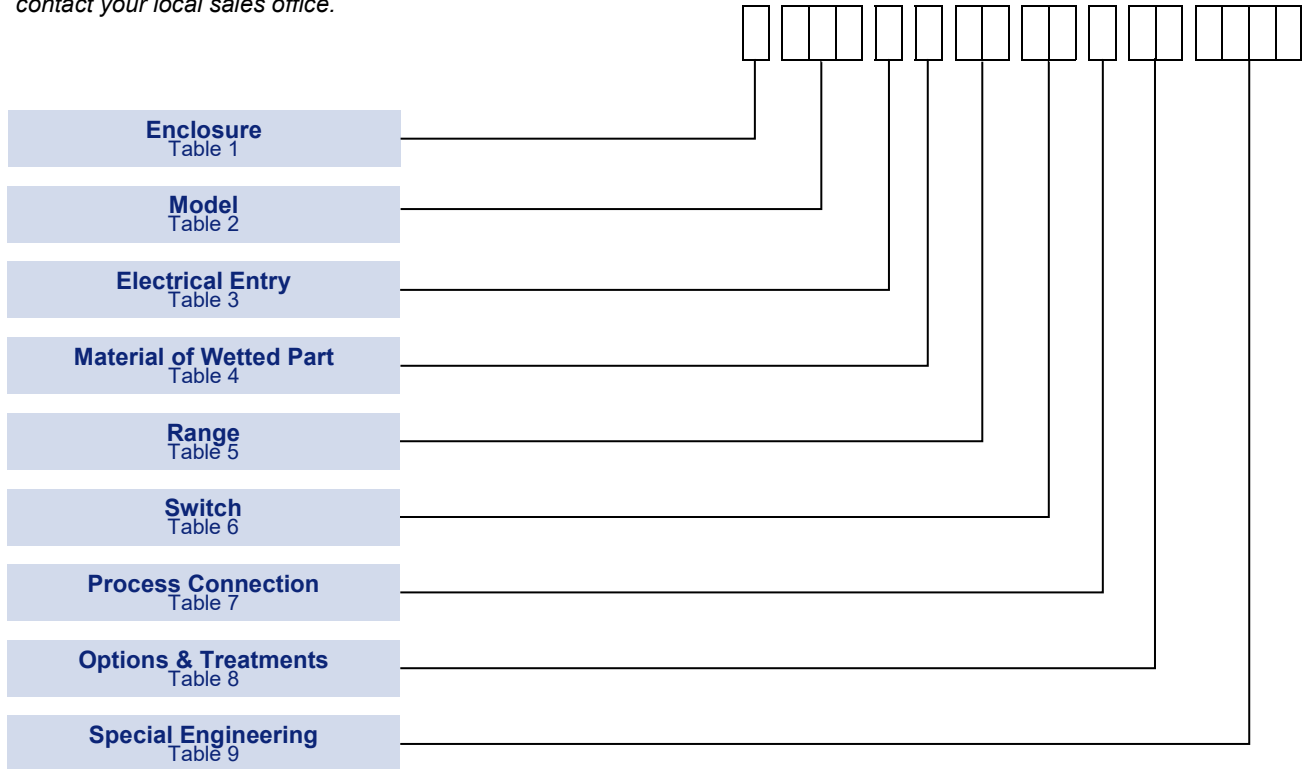 contact your local sales office.
Enclosure
Table 1
Model
Table 2
Electrical Entry
Table 3
Material of Wetted Part
Table 4
Range
Table 5
Switch
Table 6
Process Connection
Table 7
Options & Treatments
Table 8
Special Engineering
Table 9